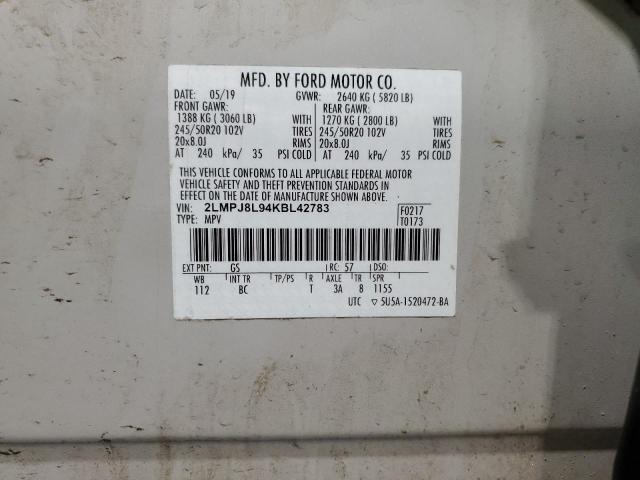 MFD. BY FORD MOTOR CO.
DATE: 05/19 GVWR: 2640 KG ( 5820 LB)
FRONT GAWR: REAR GAWR:
1388 KG ( 3060 LB) WITH 1270 KG ( 2800 LB) WITH
245/50R20 102V TIRES 245/50R20 102V TIRES
20x8.0J RIMS 20x8.0J RIMS
AT 240 kPa/ 35 PSI COLD AT 240 kPa/ 35 PSI COLD
THIS VEHICLE CONFORMS TO ALL APPLICABLE FEDERAL MOTOR
VEHICLE SAFETY AND THEFT PREVENTION STANDARDS IN
EFFECT ON THE DATE OF MANUFACTURE SHOWN ABOVE.
VIN: 2LMPJ8L94KBL42783 F0217
TYPE: MPV T0173
EXT PNT: GS RC: 57 DSO:
WB INT TR TP/PS R AXLE TR SPR
112 BC T 3A 8 1155
UTC ▽ 5U5A-1520472-BA